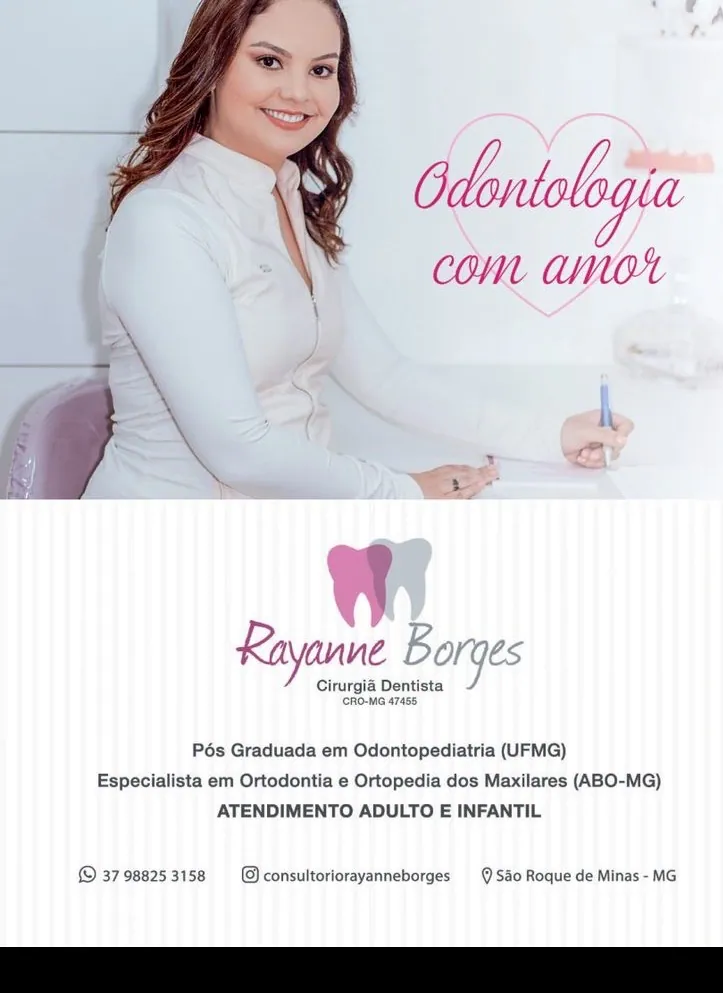 Odontologia
com amor
Rayanne Borges
Cirurgiã Dentista
CRO-MG 47455
Pós Graduada em Odontopediatria (UFMG)
Especialista em Ortodontia e Ortopedia dos Maxilares (ABO-MG)
ATENDIMENTO ADULTO E INFANTIL
37 98825 3158 consultoriorayanneborges São Roque de Minas - MG